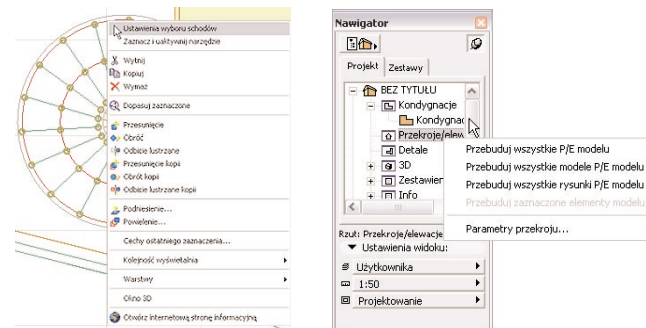 Ustawienia wyboru schodów
Zaznacz i uaktywnij narzędzie
Wytnij
Kopiuj
Wymaż
Dopasuj zaznaczone
Przesunięcie
Obróć
Odbicie lustrzane
Przesunięcie kopii
Obrót kopii
Odbicie lustrzane kopii
Podniesienie...
Powielenie...
Cechy ostatniego zaznaczenia...
Kolejność wyświetlania
Warstwy
Okno 3D
Otwórz internetową stronę informacyjną
Nawigator
Projekt Zestawy
BEZ TYTUŁU
Kondygnacje
Kondygnac
Przekroje/elew
Detale
3D
Zestawier
Info
Przebuduj wszystkie P/E modelu
Przebuduj wszystkie modele P/E modelu
Przebuduj wszystkie rysunki P/E modelu
Przebuduj zaznaczone elementy modelu
Parametry przekroju...
Rzut: Przekroje/elewacje
Ustawienia widoku:
Użytkownika
1:50
Projektowanie